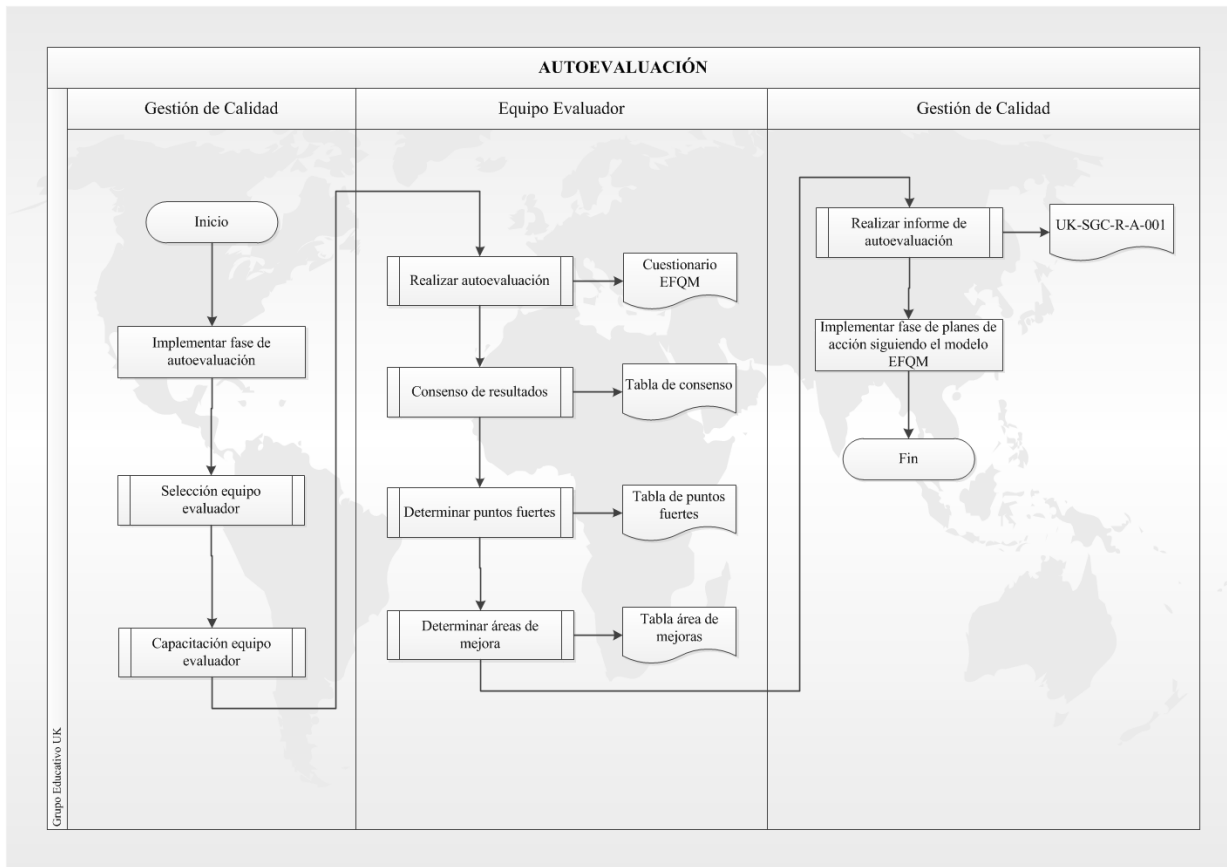 AUTOEVALUACIÓN
Gestión de Calidad
Equipo Evaluador
Gestión de Calidad
Inicio
Implementar fase de
autoevaluación
Selección equipo
evaluador
Capacitación equipo
evaluador
Realizar autoevaluación
Cuestionario
EFQM
Consenso de resultados
Tabla de consenso
Determinar puntos fuertes
Tabla de puntos
fuertes
Determinar áreas de
mejora
Tabla área de
mejoras
Realizar informe de
autoevaluación
UK-SGC-R-A-001
Implementar fase de planes de
acción siguiendo el modelo
EFQM
Fin
Grupo Educativo UK